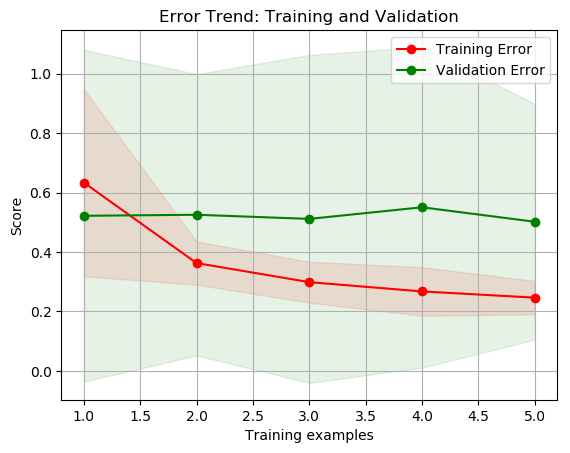 Error Trend: Training and Validation
Training Error
Validation Error
Score
1.0
0.8
0.6
0.4
0.2
0.0
1.0 1.5 2.0 2.5 3.0 3.5 4.0 4.5 5.0
Training examples